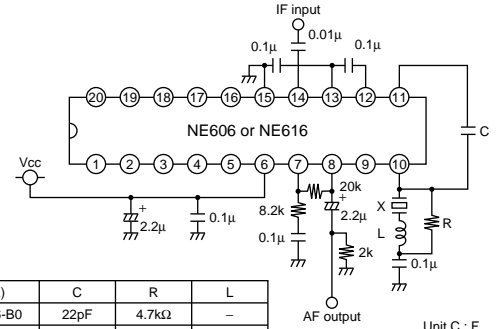 IF input
0.01μ
0.1μ
0.1μ
20 19 18 17 16 15 14 13 12 11
NE606 or NE616
C
1 2 3 4 5 6 7 8 9 10
Vcc
20k
+
2.2μ
0.1μ
8.2k
+
2.2μ
X
R
L
0.1μ
2k
0.1μ
AF output
) C R L
-B0 22pF 4.7kΩ –
Unit C : F